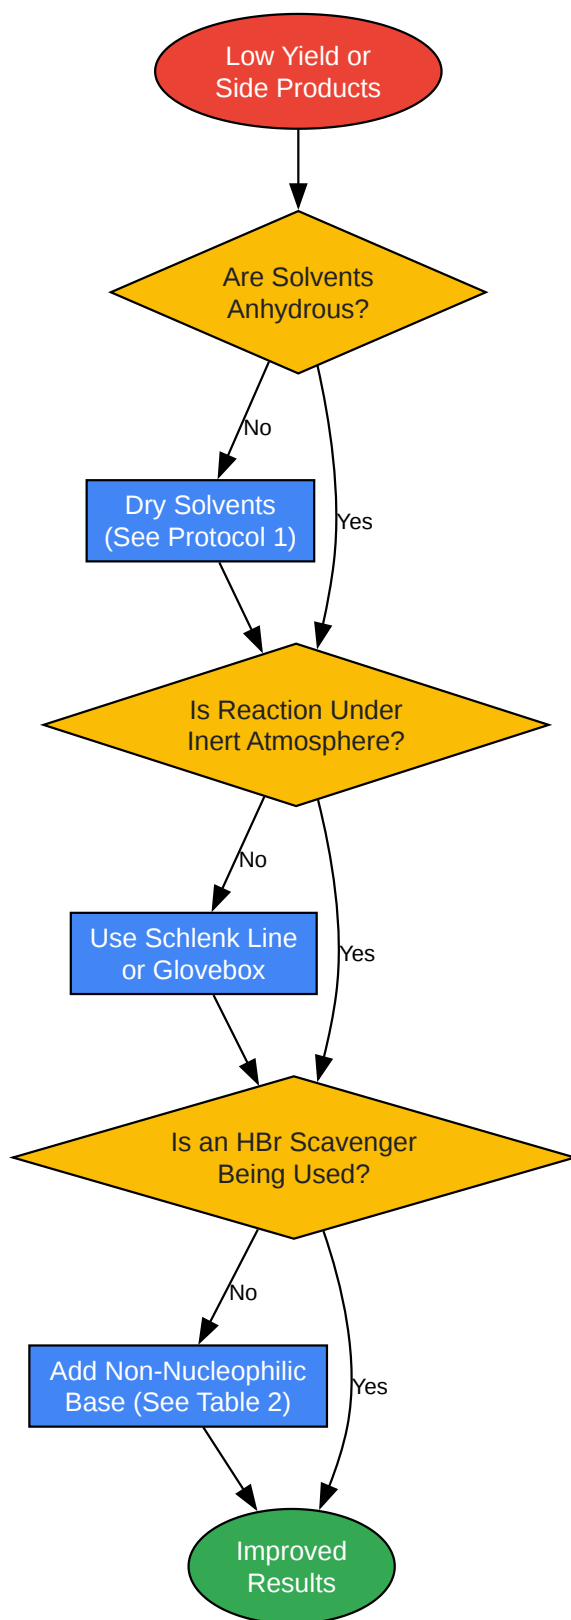 Low Yield or
Side Products
Are Solvents
Anhydrous?
No
Dry Solvents
(See Protocol 1)
Yes
Is Reaction Under
Inert Atmosphere?
No
Use Schlenk Line
or Glovebox
Yes
Is an HBr Scavenger
Being Used?
No
Add Non-Nucleophilic
Base (See Table 2)
Yes
Improved
Results